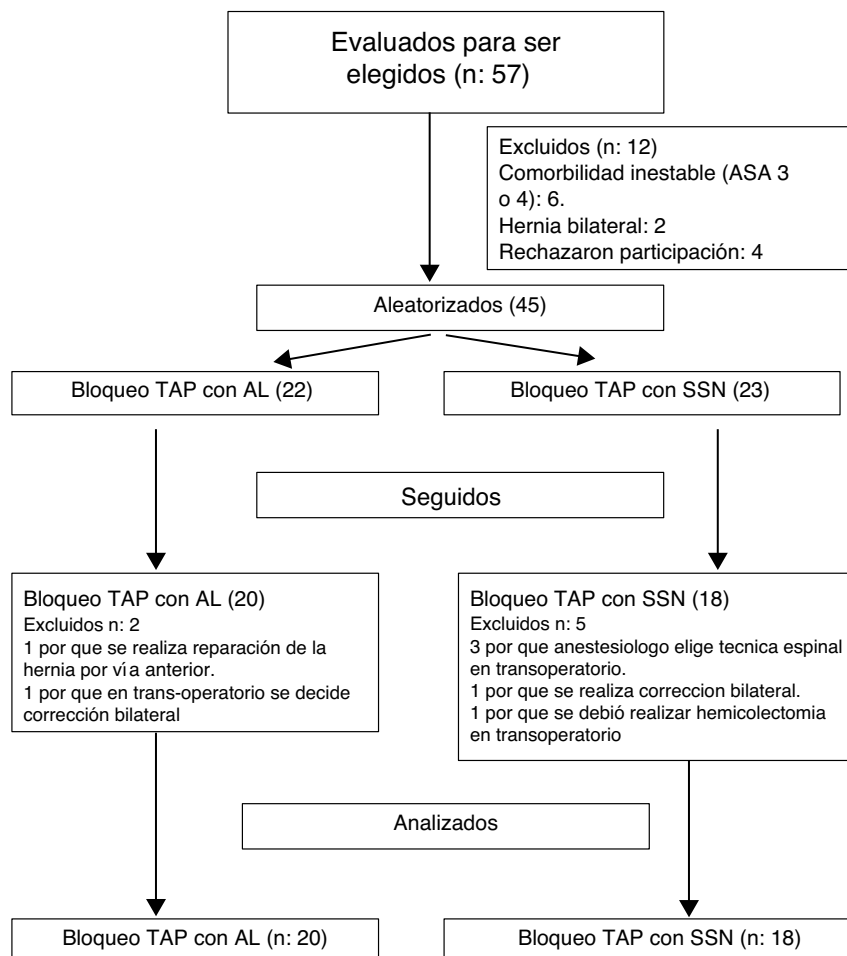 Evaluados para ser
elegidos (n: 57)
Excluidos (n: 12)
Comorbilidad inestable (ASA 3
o 4): 6.
Hernia bilateral: 2
Rechazaron participación: 4
Aleatorizados (45)
Bloqueo TAP con AL (22)
Bloqueo TAP con SSN (23)
Seguidos
Bloqueo TAP con AL (20)
Excluidos n: 2
1 por que se realiza reparación de la
hernia por vía anterior.
1 por que en trans-operatorio se decide
corrección bilateral
Bloqueo TAP con SSN (18)
Excluidos n: 5
3 por que anestesiologo elige tecnica espinal
en transoperatorio.
1 por que se realiza correccion bilateral.
1 por que se debió realizar hemicolectomia
en transoperatorio
Analizados
Bloqueo TAP con AL (n: 20)
Bloqueo TAP con SSN (n: 18)